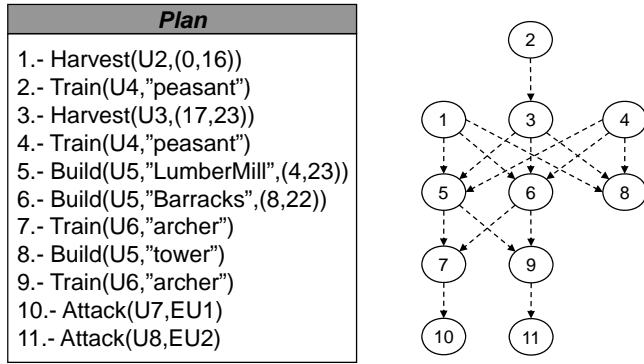 Plan
1.- Harvest(U2,(0,16))
2.- Train(U4,”peasant”)
3.- Harvest(U3,(17,23))
4.- Train(U4,”peasant”)
5.- Build(U5,”LumberMill”,(4,23))
6.- Build(U5,”Barracks”,(8,22))
7.- Train(U6,”archer”)
8.- Build(U5,”tower”)
9.- Train(U6,”archer”)
10.- Attack(U7,EU1)
11.- Attack(U8,EU2)
2
1 3 4
5 6 8
7 9
10 11